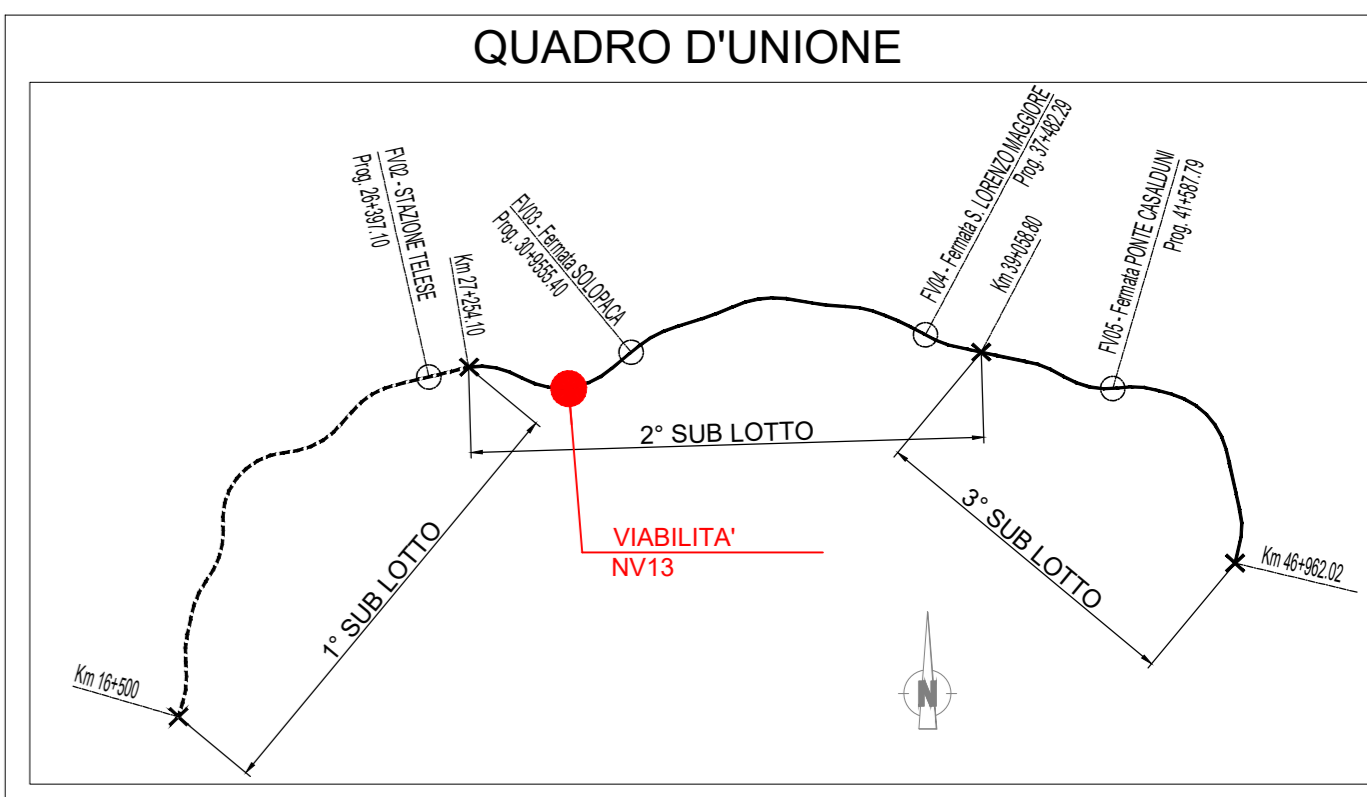 QUADRO D'UNIONE
FV02 - STAZIONE TELESE
Prog. 26+397.10
Km 27+254.10
FV03 - Fermata SOLOPACA
Prog. 30+9555.40
FV04 - Fermata S. LORENZO MAGGIORE
Prog. 37+482.29
Km 39+058.80
FV05 - Fermata PONTE CASALDUNI
Prog. 41+587.79
2° SUB LOTTO
1° SUB LOTTO
3° SUB LOTTO
VIABILITA'
NV13
Km 46+962.02
Km 16+500
N